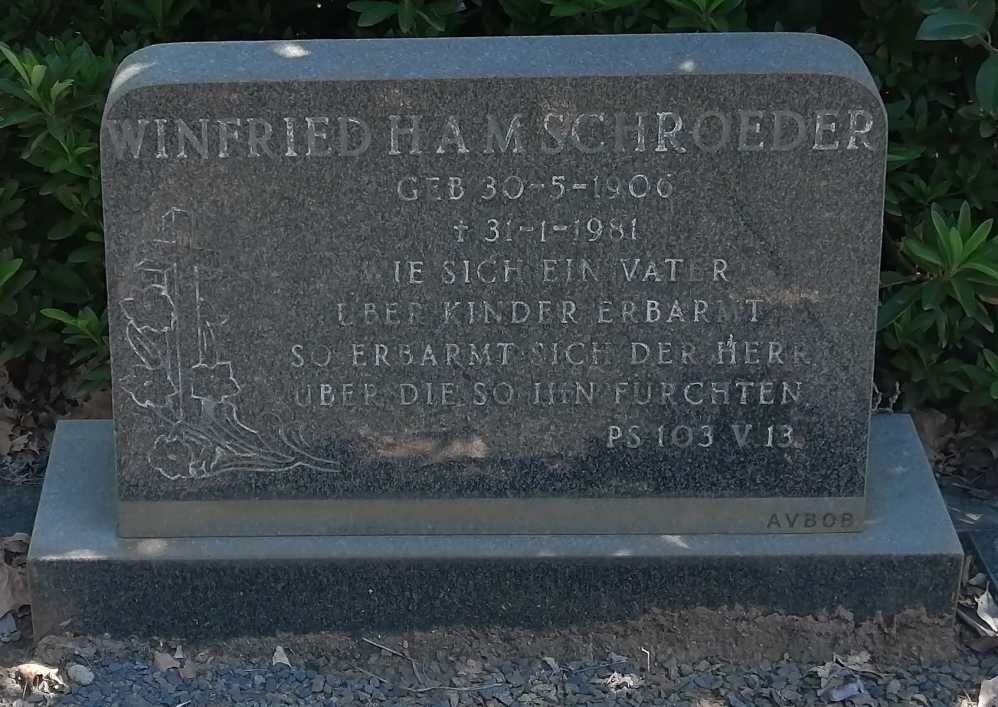 WINFRIED HAM SCHROEDER
GEB 30-5-1906
† 31-1-1981
WIE SICH EIN VATER
ÜBER KINDER ERBARMT
SO ERBARMT SICH DER HERR
ÜBER DIE SO IHN FÜRCHTEN
PS 103 V 13
AVBOB